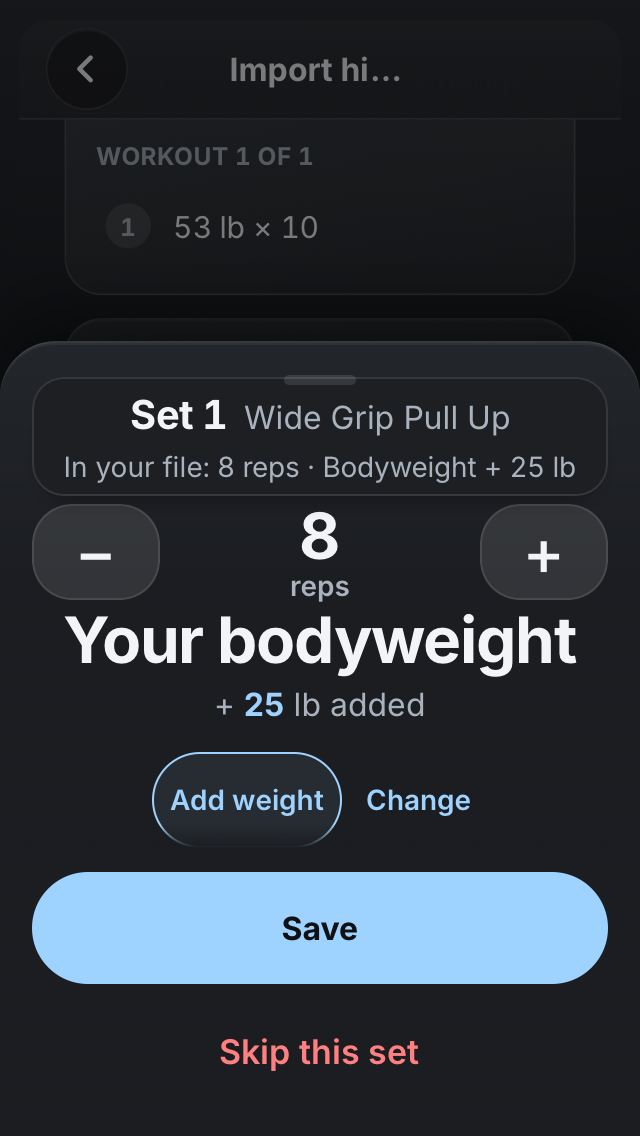 Import hi…
WORKOUT 1 OF 1
1 53 lb × 10
Set 1 Wide Grip Pull Up
In your file: 8 reps · Bodyweight + 25 lb
− 8 +
reps
Your bodyweight
+ 25 lb added
Add weight Change
Save
Skip this set